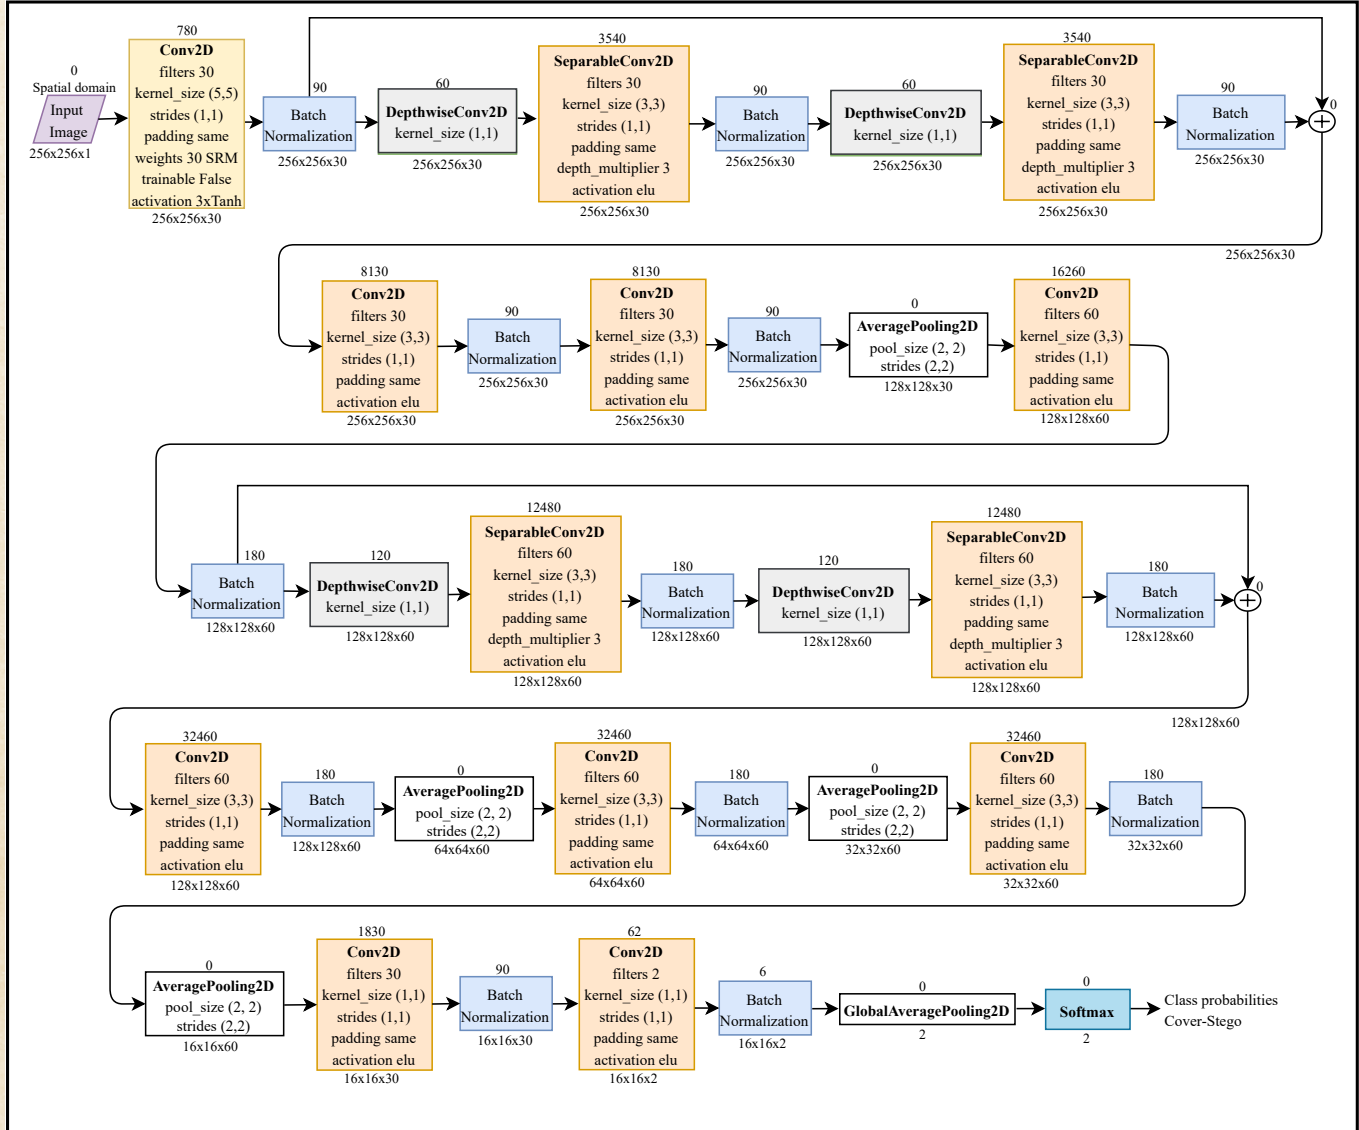 0
Spatial domain
Input
Image
256x256x1
780
Conv2D
filters 30
kernel_size (5,5)
strides (1,1)
padding same
weights 30 SRM
trainable False
activation 3xTanh
256x256x30
90
Batch
Normalization
256x256x30
60
DepthwiseConv2D
kernel_size (1,1)
256x256x30
3540
SeparableConv2D
filters 30
kernel_size (3,3)
strides (1,1)
padding same
depth_multiplier 3
activation elu
256x256x30
90
Batch
Normalization
256x256x30
60
DepthwiseConv2D
kernel_size (1,1)
256x256x30
3540
SeparableConv2D
filters 30
kernel_size (3,3)
strides (1,1)
padding same
depth_multiplier 3
activation elu
256x256x30
90
Batch
Normalization
256x256x30
0
256x256x30
8130
Conv2D
filters 30
kernel_size (3,3)
strides (1,1)
padding same
activation elu
256x256x30
90
Batch
Normalization
256x256x30
8130
Conv2D
filters 30
kernel_size (3,3)
strides (1,1)
padding same
activation elu
256x256x30
90
Batch
Normalization
256x256x30
0
AveragePooling2D
pool_size (2, 2)
strides (2,2)
128x128x30
16260
Conv2D
filters 60
kernel_size (3,3)
strides (1,1)
padding same
activation elu
128x128x60
180
Batch
Normalization
128x128x60
120
DepthwiseConv2D
kernel_size (1,1)
128x128x60
12480
SeparableConv2D
filters 60
kernel_size (3,3)
strides (1,1)
padding same
depth_multiplier 3
activation elu
128x128x60
180
Batch
Normalization
128x128x60
120
DepthwiseConv2D
kernel_size (1,1)
128x128x60
12480
SeparableConv2D
filters 60
kernel_size (3,3)
strides (1,1)
padding same
depth_multiplier 3
activation elu
128x128x60
180
Batch
Normalization
128x128x60
0
128x128x60
32460
Conv2D
filters 60
kernel_size (3,3)
strides (1,1)
padding same
activation elu
128x128x60
180
Batch
Normalization
128x128x60
0
AveragePooling2D
pool_size (2, 2)
strides (2,2)
64x64x60
32460
Conv2D
filters 60
kernel_size (3,3)
strides (1,1)
padding same
activation elu
64x64x60
180
Batch
Normalization
64x64x60
0
AveragePooling2D
pool_size (2, 2)
strides (2,2)
32x32x60
32460
Conv2D
filters 60
kernel_size (3,3)
strides (1,1)
padding same
activation elu
32x32x60
180
Batch
Normalization
32x32x60
0
AveragePooling2D
pool_size (2, 2)
strides (2,2)
16x16x60
1830
Conv2D
filters 30
kernel_size (1,1)
strides (1,1)
padding same
activation elu
16x16x30
90
Batch
Normalization
16x16x30
62
Conv2D
filters 2
kernel_size (1,1)
strides (1,1)
padding same
activation elu
16x16x2
6
Batch
Normalization
16x16x2
0
GlobalAveragePooling2D
2
0
Softmax
2
Class probabilities
Cover-Stego